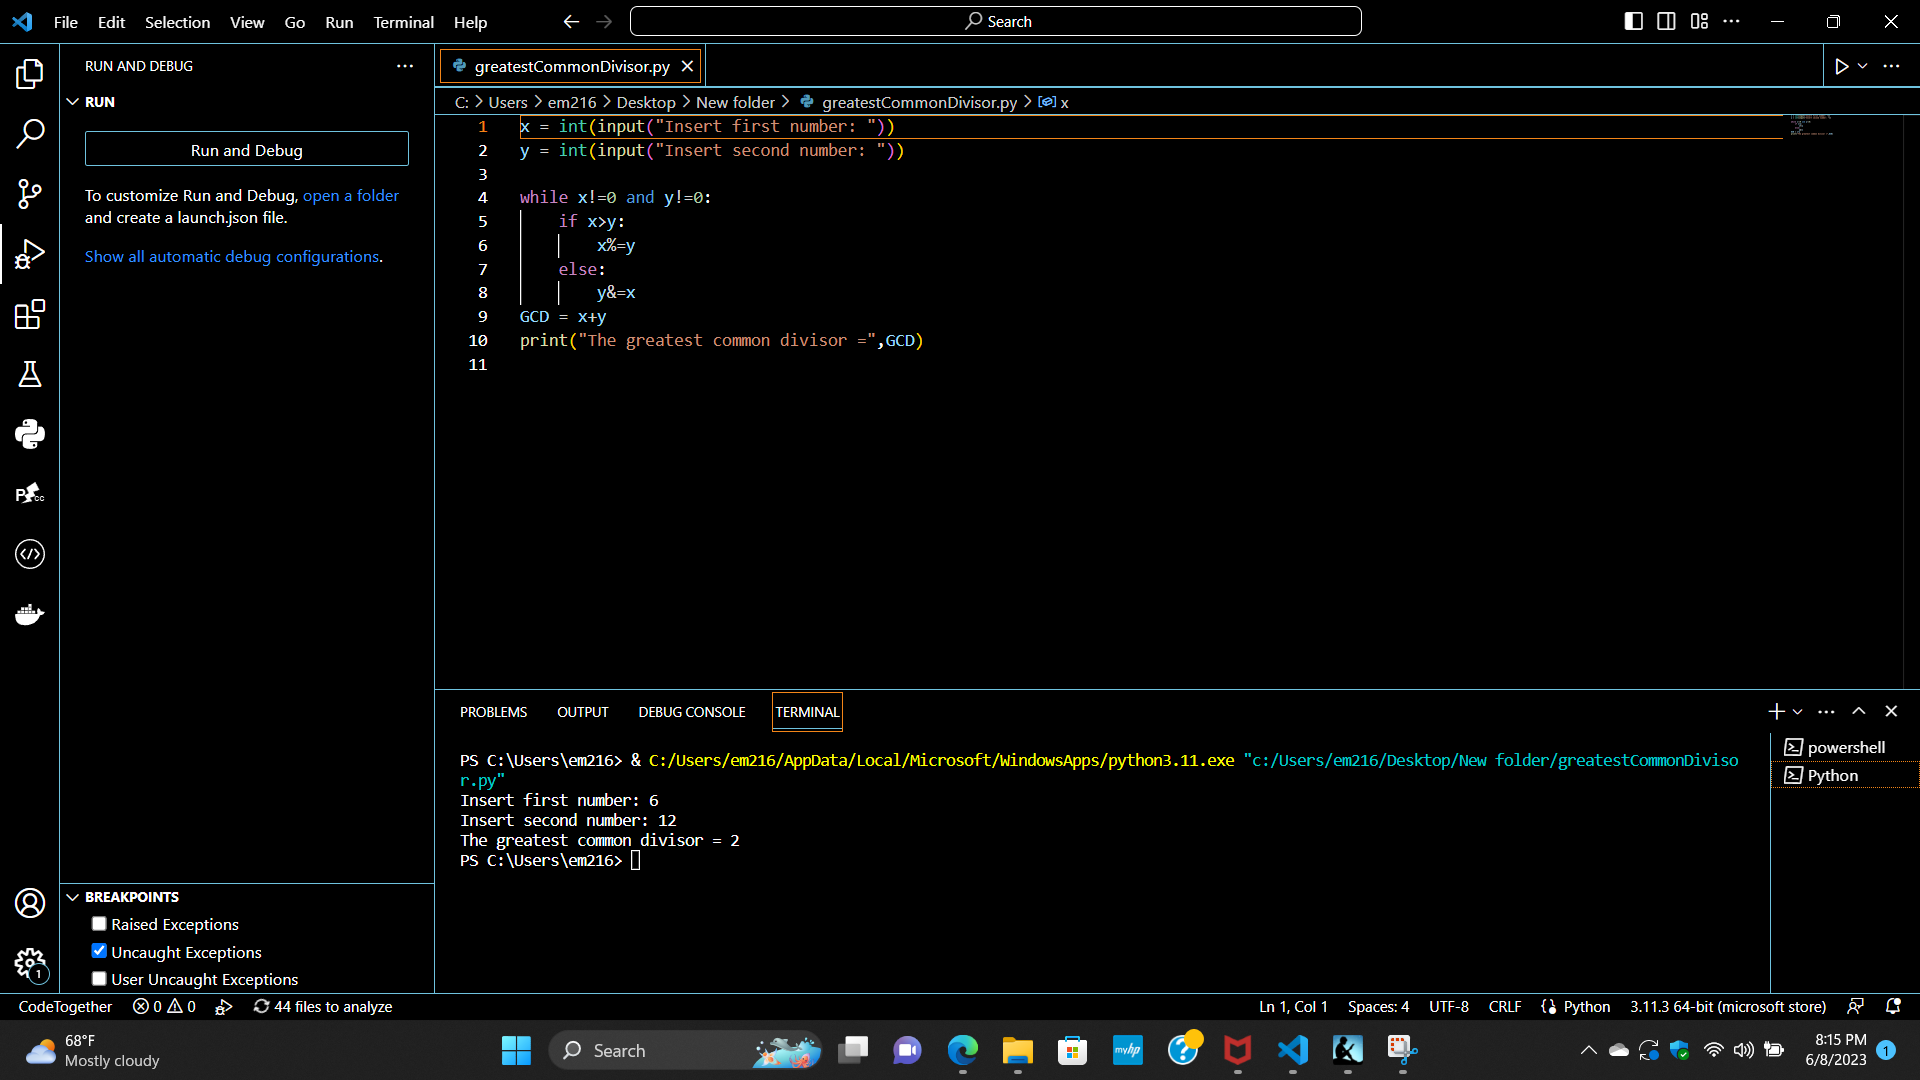 File Edit Selection View Go Run Terminal Help
Search
RUN AND DEBUG
RUN
Run and Debug
To customize Run and Debug, open a folder
and create a launch.json file.
Show all automatic debug configurations.
greatestCommonDivisor.py
C: > Users > em216 > Desktop > New folder > greatestCommonDivisor.py > x
1 x = int(input("Insert first number: "))
2 y = int(input("Insert second number: "))
3
4 while x!=0 and y!=0:
5     if x>y:
6         x%=y
7     else:
8         y&=x
9 GCD = x+y
10 print("The greatest common divisor =",GCD)
11
PROBLEMS OUTPUT DEBUG CONSOLE TERMINAL
PS C:\Users\em216> & C:/Users/em216/AppData/Local/Microsoft/WindowsApps/python3.11.exe "c:/Users/em216/Desktop/New folder/greatestCommonDiviso
r.py"
Insert first number: 6
Insert second number: 12
The greatest common divisor = 2
PS C:\Users\em216>
powershell
Python
BREAKPOINTS
Raised Exceptions
Uncaught Exceptions
User Uncaught Exceptions
1
CodeTogether 0 0 44 files to analyze
Ln 1, Col 1 Spaces: 4 UTF-8 CRLF Python 3.11.3 64-bit (microsoft store)
68°F
Mostly cloudy
Search
myhp
8:15 PM
6/8/2023
1